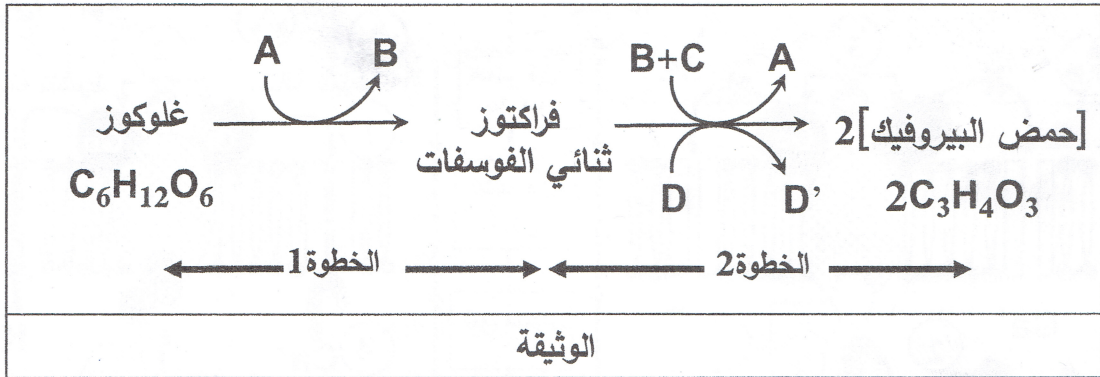 A B B+C A
غلوكوز فراكتوز ثنائي الفوسفات 2[حمض البيروفيك]
C₆H₁₂O₆ D D’ 2C₃H₄O₃
الخطوة1 الخطوة2
الوثيقة